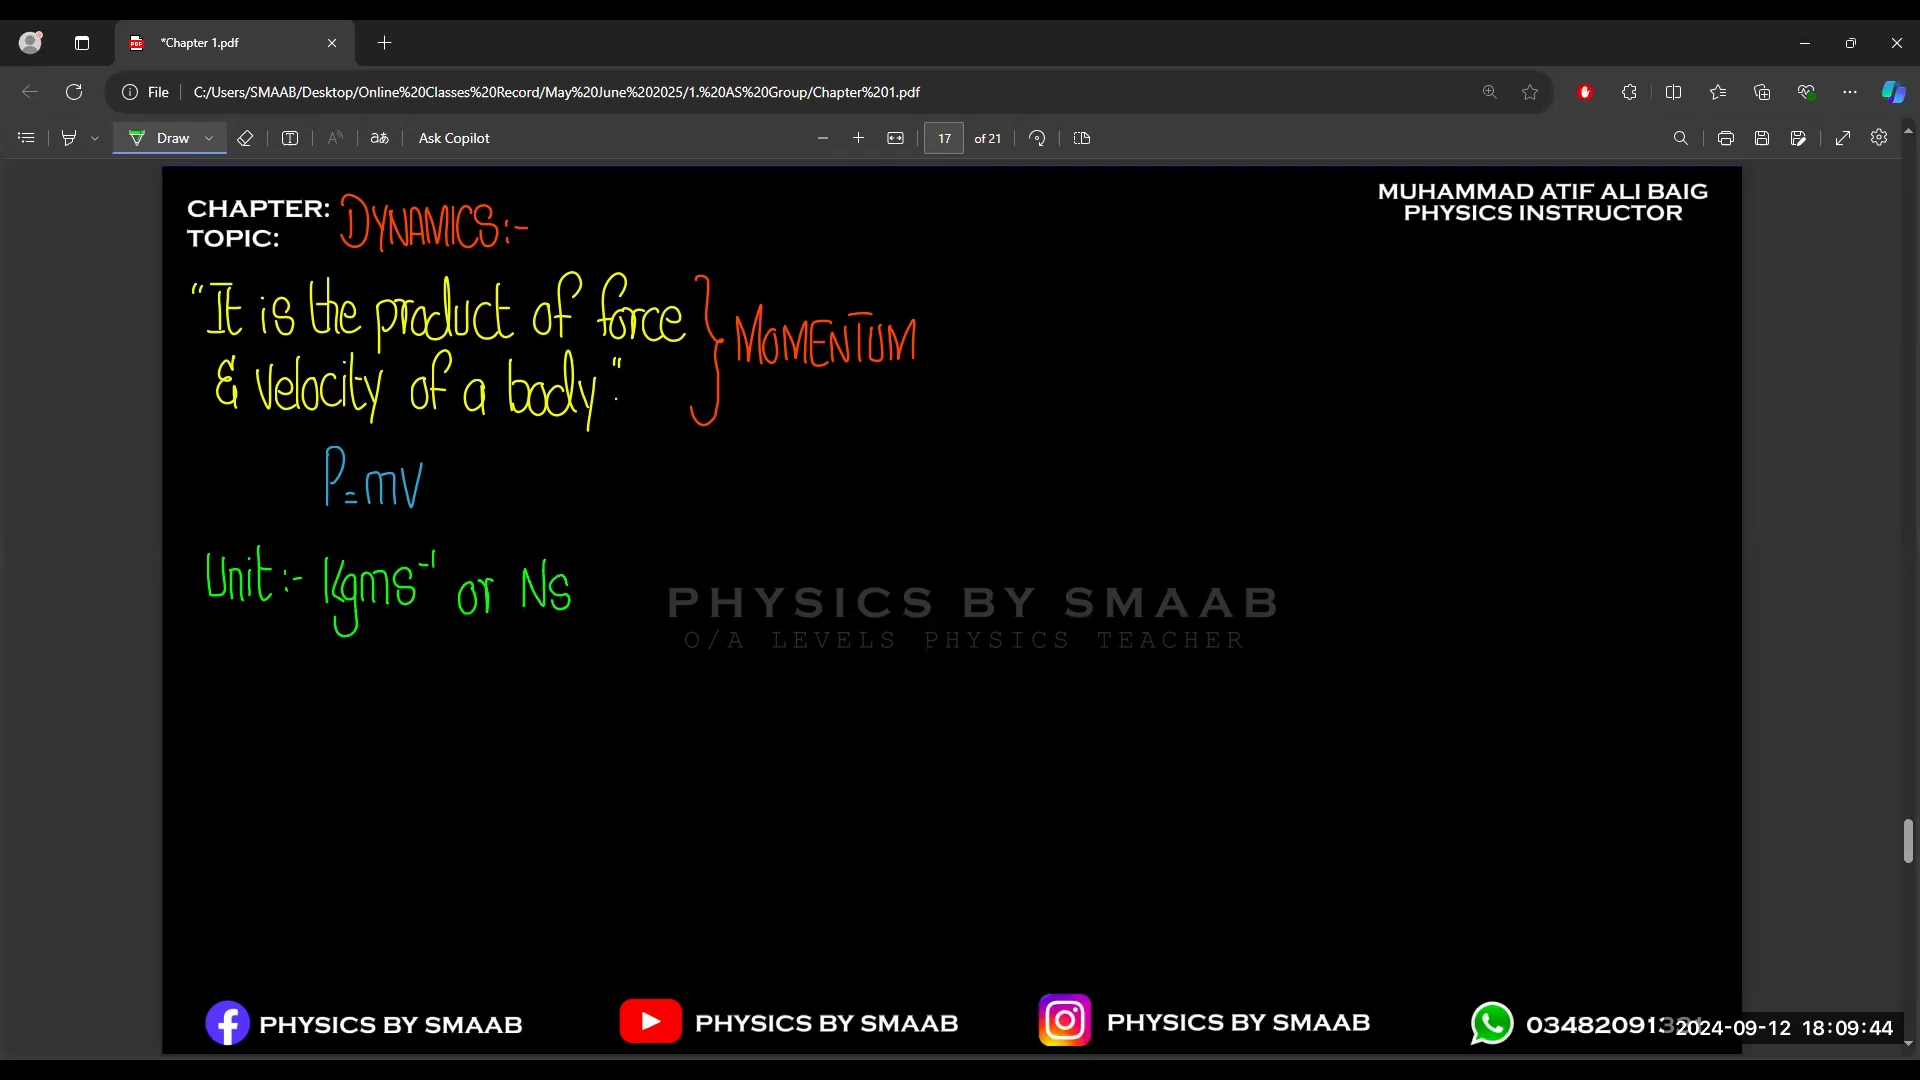 *Chapter 1.pdf
File
C:/Users/SMAAB/Desktop/Online%20Classes%20Record/May%20June%202025/1.%20AS%20Group/Chapter%201.pdf
Draw
Ask Copilot
17 of 21
CHAPTER: DYNAMICS:-
TOPIC:
MUHAMMAD ATIF ALI BAIG
PHYSICS INSTRUCTOR
"It is the product of force
& velocity of a body."
MOMENTUM
P=mv
Unit:- Kgms⁻¹ or Ns
PHYSICS BY SMAAB
O/A LEVELS PHYSICS TEACHER
PHYSICS BY SMAAB
PHYSICS BY SMAAB
PHYSICS BY SMAAB
2024-09-12 18:09:44